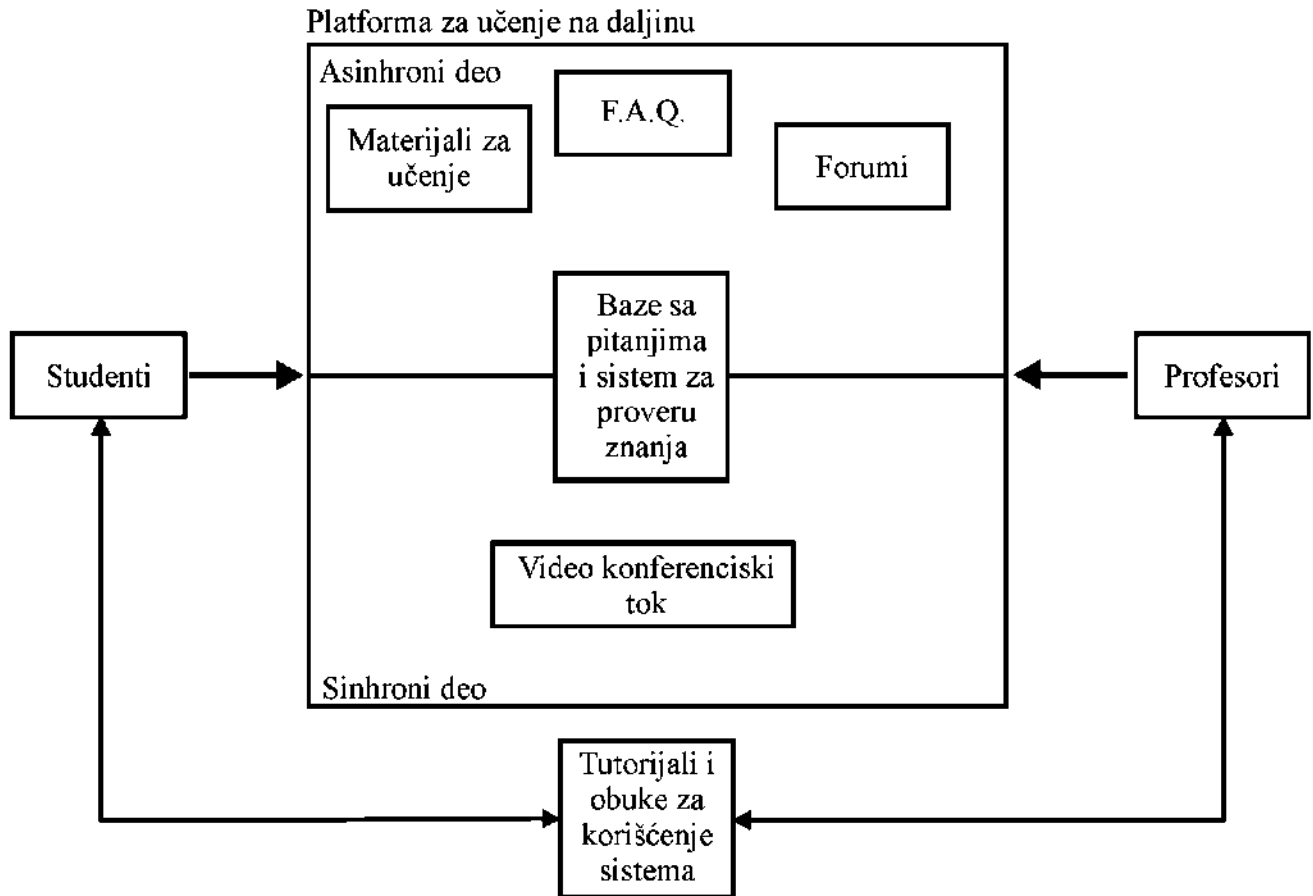 Platforma za učenje na daljinu
Asinhroni deo
F.A.Q.
Materijali za
učenje
Forumi
Baze sa
pitanjima
i sistem za
proveru
znanja
Studenti
Profesori
Video konferenciski
tok
Sinhroni deo
Tutorijali i
obuke za
korišćenje
sistema